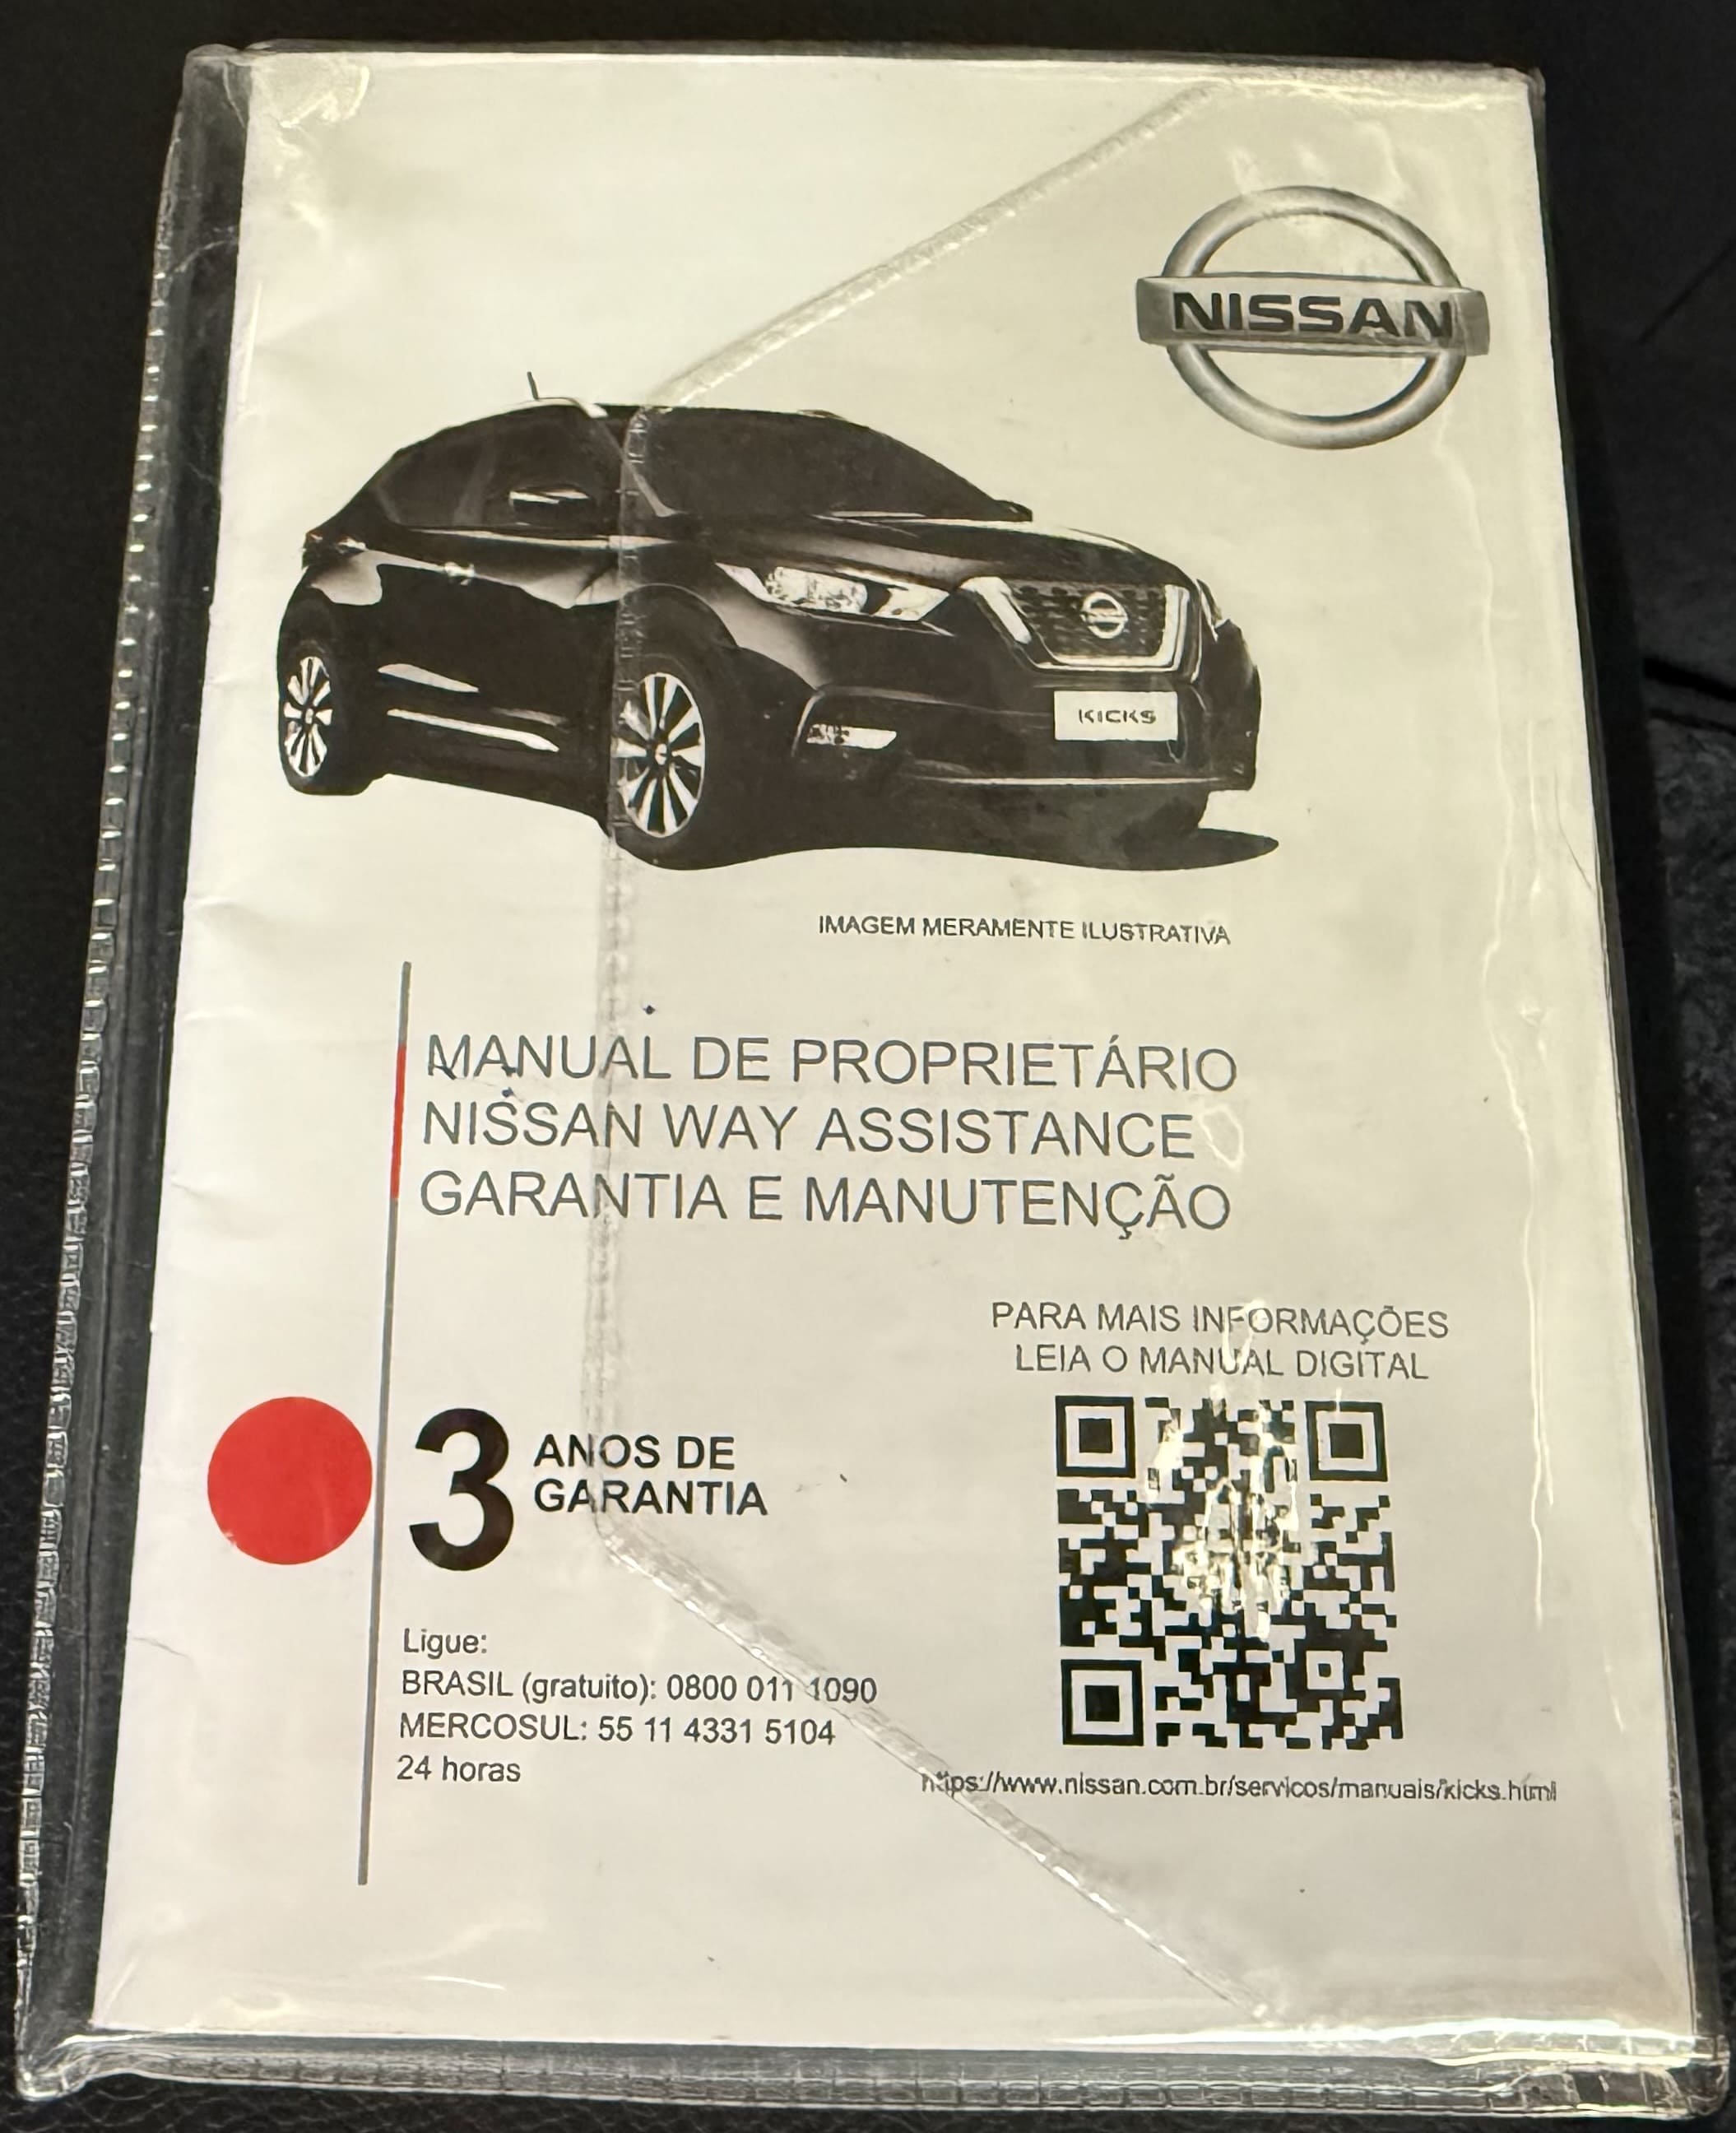 NISSAN
KICKS
IMAGEM MERAMENTE ILUSTRATIVA
MANUAL DE PROPRIETÁRIO
NISSAN WAY ASSISTANCE
GARANTIA E MANUTENÇÃO
PARA MAIS INFORMAÇÕES
LEIA O MANUAL DIGITAL
3 ANOS DE
GARANTIA
Ligue:
BRASIL (gratuito): 0800 011 1090
MERCOSUL: 55 11 4331 5104
24 horas
https://www.nissan.com.br/servicos/manuais/kicks.html